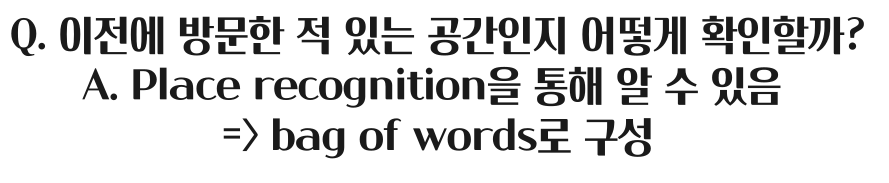 Q. 이전에 방문한 적 있는 공간인지 어떻게 확인할까?
A. Place recognition을 통해 알 수 있음
=> bag of words로 구성